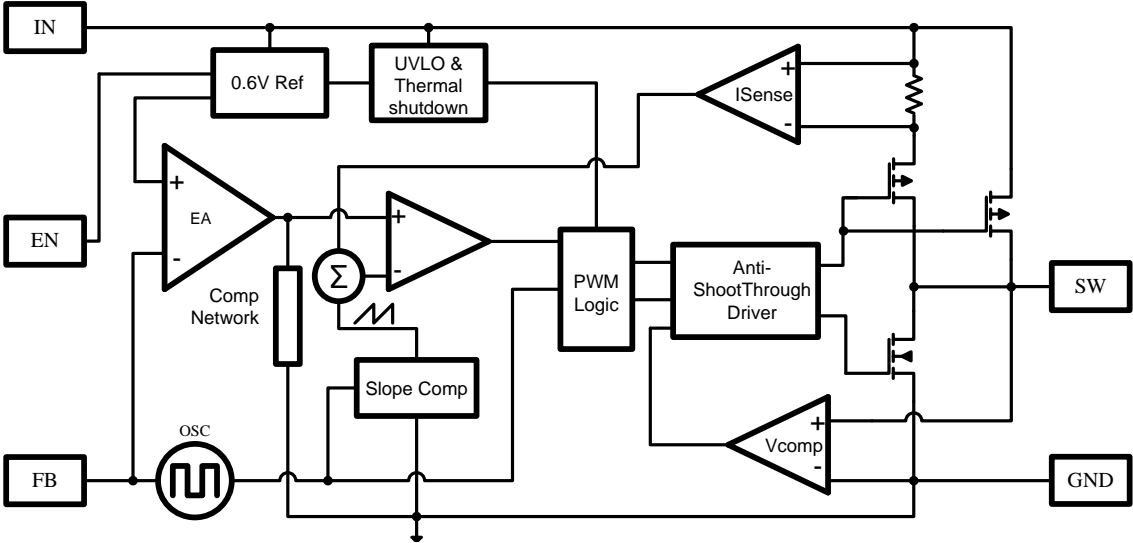 IN
0.6V Ref
UVLO &
Thermal
shutdown
+
ISense
-
EN
+
EA
-
+
-
Σ
Comp
Network
PWM
Logic
Anti-
ShootThrough
Driver
SW
Slope Comp
OSC
FB
+
Vcomp
-
GND